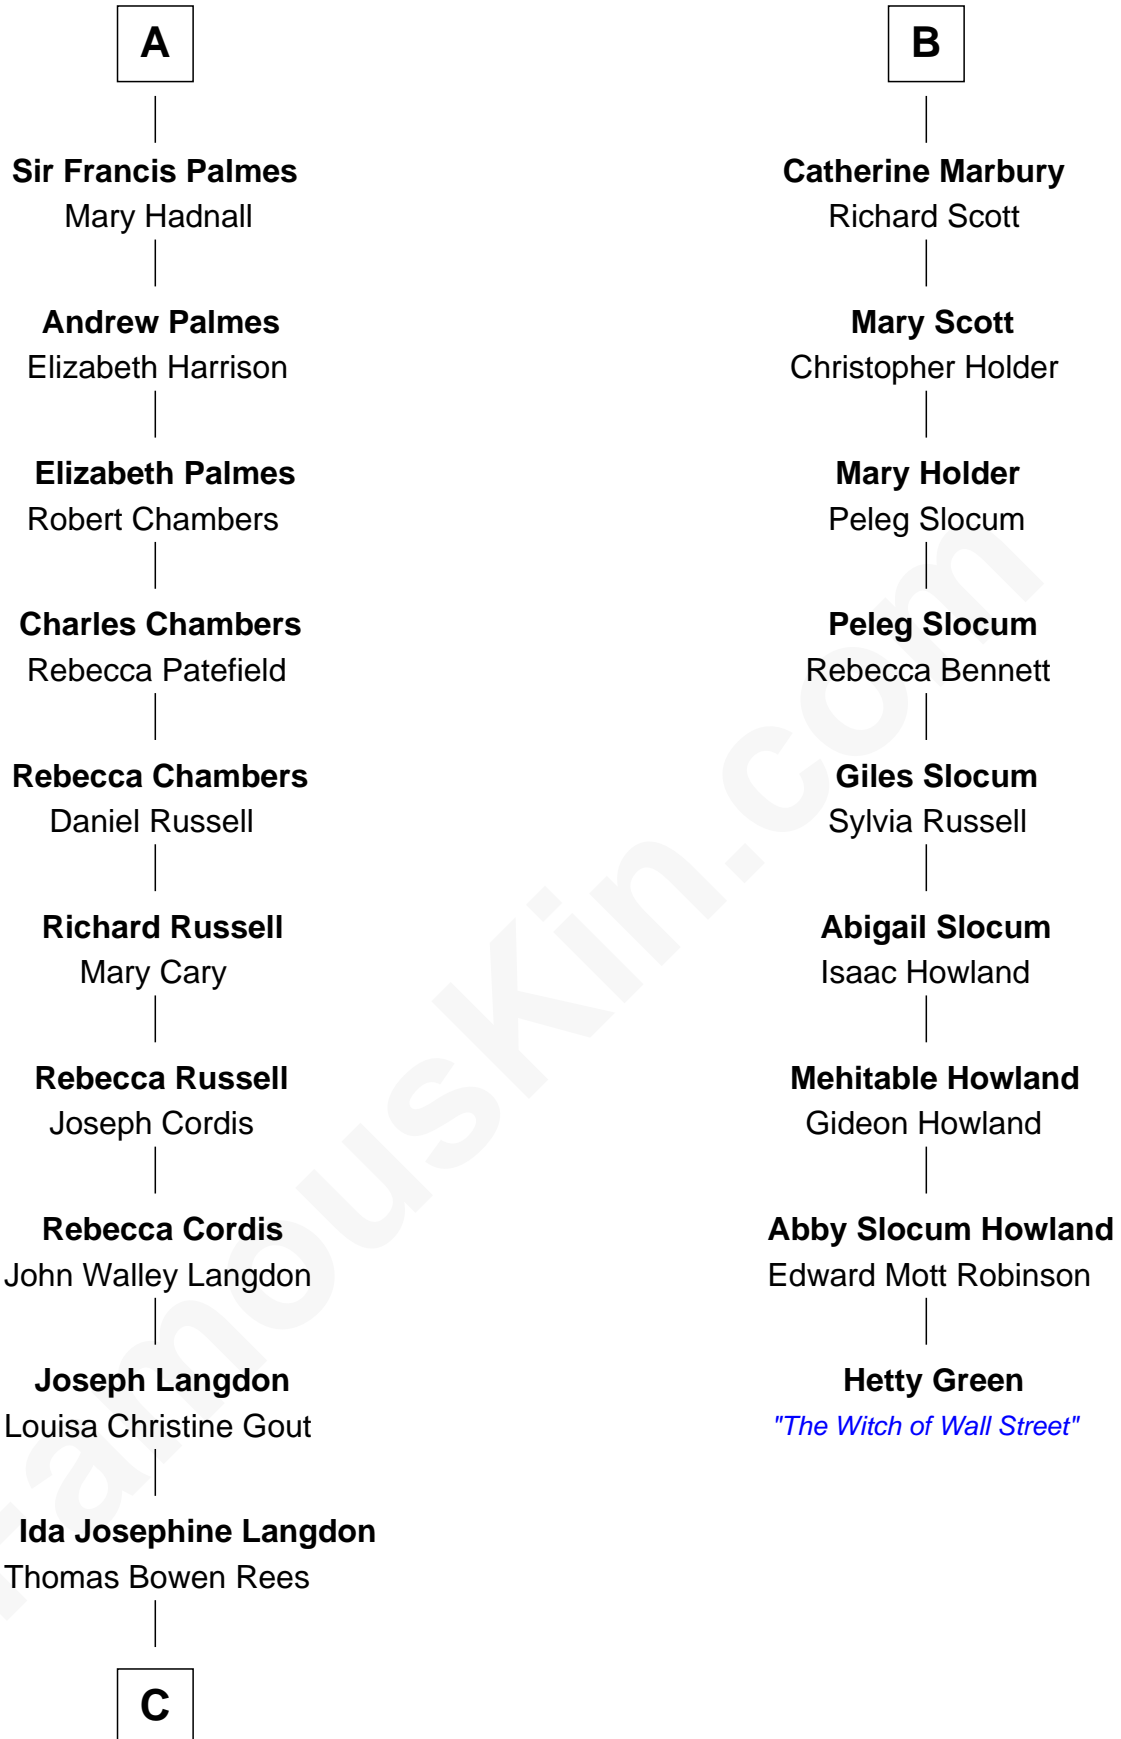 A
Sir Francis Palmes
Mary Hadnall
Andrew Palmes
Elizabeth Harrison
Elizabeth Palmes
Robert Chambers
Charles Chambers
Rebecca Patefield
Rebecca Chambers
Daniel Russell
Richard Russell
Mary Cary
Rebecca Russell
Joseph Cordis
Rebecca Cordis
John Walley Langdon
Joseph Langdon
Louisa Christine Gout
Ida Josephine Langdon
Thomas Bowen Rees
C
B
Catherine Marbury
Richard Scott
Mary Scott
Christopher Holder
Mary Holder
Peleg Slocum
Peleg Slocum
Rebecca Bennett
Giles Slocum
Sylvia Russell
Abigail Slocum
Isaac Howland
Mehitable Howland
Gideon Howland
Abby Slocum Howland
Edward Mott Robinson
Hetty Green
"The Witch of Wall Street"
FamousKin.com